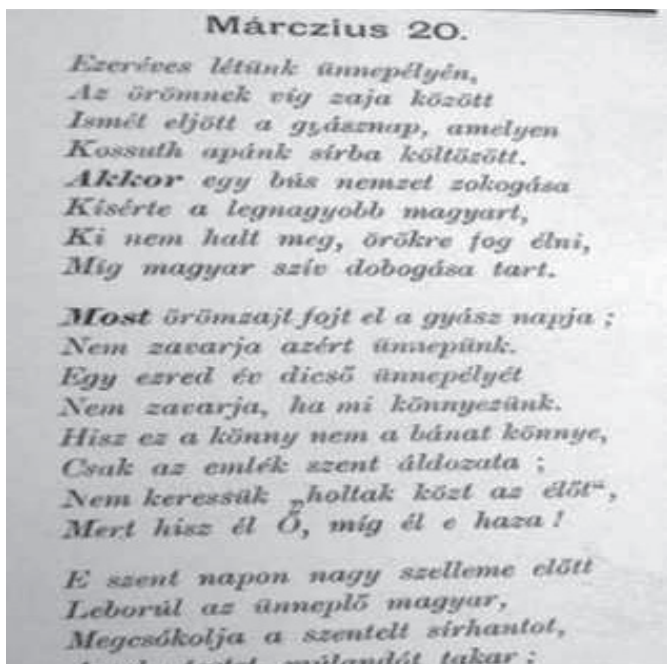 Márczius 20.
Ezeréves létünk ünnepélyén,
Az örömnek víg zaja között
Ismét eljött a gyásznap, amelyen
Kossuth apánk sírba költözött.
Akkor egy bús nemzet zokogása
Kisérte a legnagyobb magyart,
Ki nem halt meg, örökre fog élni,
Míg magyar szív dobogása tart.
Most örömzajt fojt el a gyász napja ;
Nem zavarja azért ünnepünk.
Egy ezred év dicső ünnepélyét
Nem zavarja, ha mi könnyezünk.
Hisz ez a könny nem a bánat könnye,
Csak az emlék szent áldozata ;
Nem keressük „holtak közt az élőt“,
Mert hisz él Ő, míg él e haza !
E szent napon nagy szelleme előtt
Leborúl az ünneplő magyar,
Megcsókolja a szentelt sírhantot,
múlandót takar ;